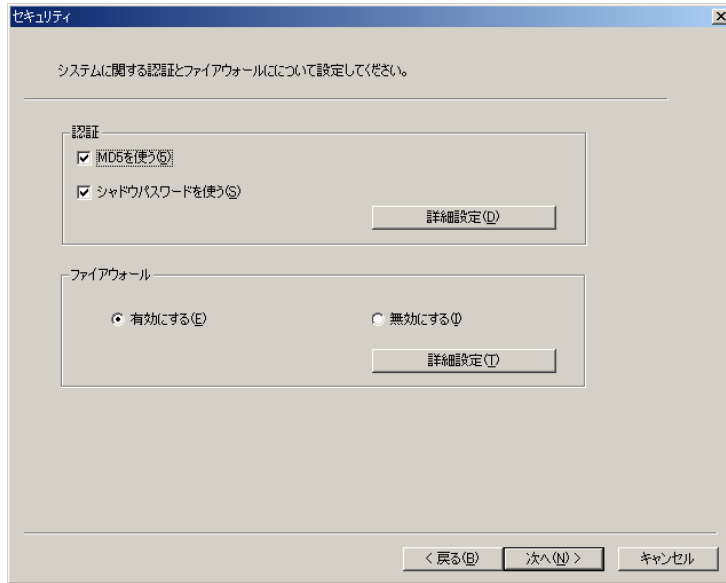 セキュリティ
システムに関する認証とファイアウォールにについて設定してください。
認証
MD5を使う(5)
シャドウパスワードを使う(S)
詳細設定(D)
ファイアウォール
有効にする(E)
無効にする(I)
詳細設定(T)
< 戻る(B)
次へ(N) >
キャンセル